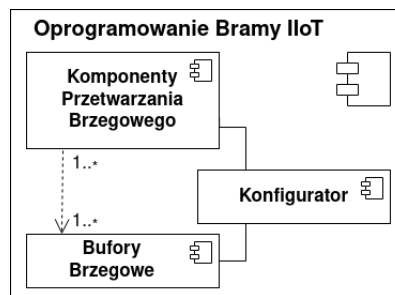 Oprogramowanie Bramy IIoT
Komponenty
Przetwarzania
Brzegowego
1..*
Konfigurator
1..*
Bufory
Brzegowe